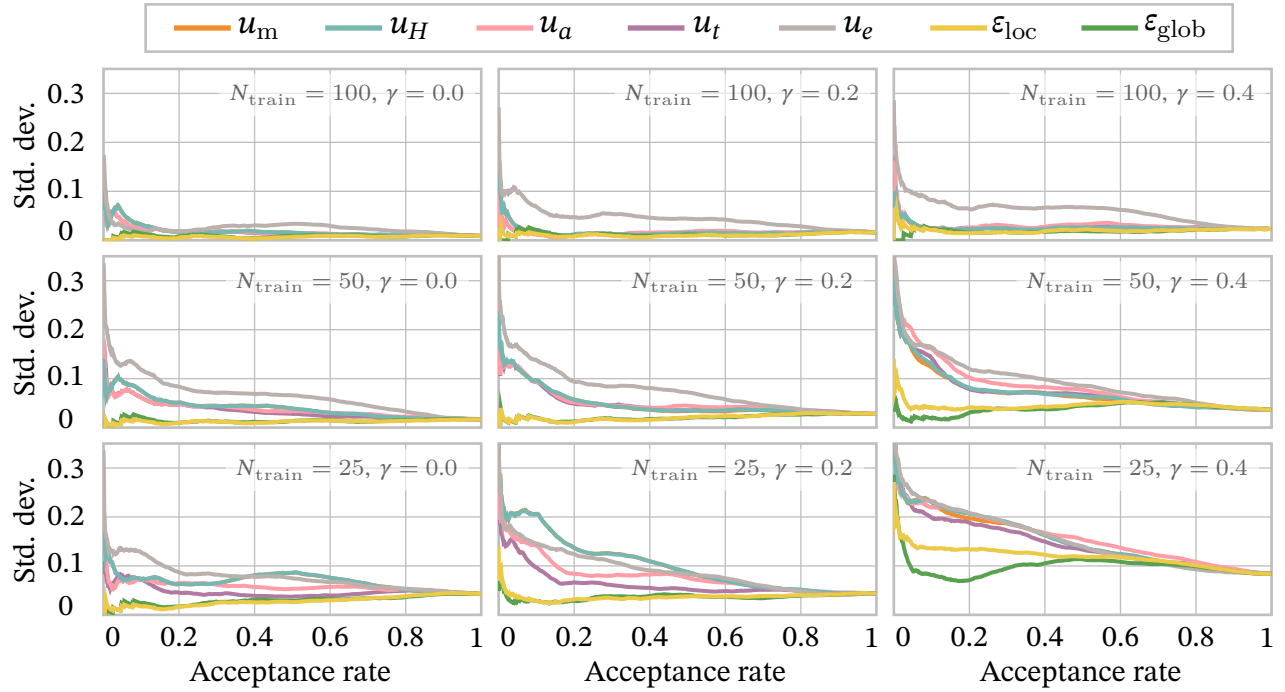 u_m u_H u_a u_t u_e ε_loc ε_glob
N_train = 100, γ = 0.0
N_train = 100, γ = 0.2
N_train = 100, γ = 0.4
Std. dev.
0.3
0.2
0.1
0
N_train = 50, γ = 0.0
N_train = 50, γ = 0.2
N_train = 50, γ = 0.4
Std. dev.
0.3
0.2
0.1
0
N_train = 25, γ = 0.0
N_train = 25, γ = 0.2
N_train = 25, γ = 0.4
Std. dev.
0.3
0.2
0.1
0
0 0.2 0.4 0.6 0.8 1
0 0.2 0.4 0.6 0.8 1
0 0.2 0.4 0.6 0.8 1
Acceptance rate
Acceptance rate
Acceptance rate